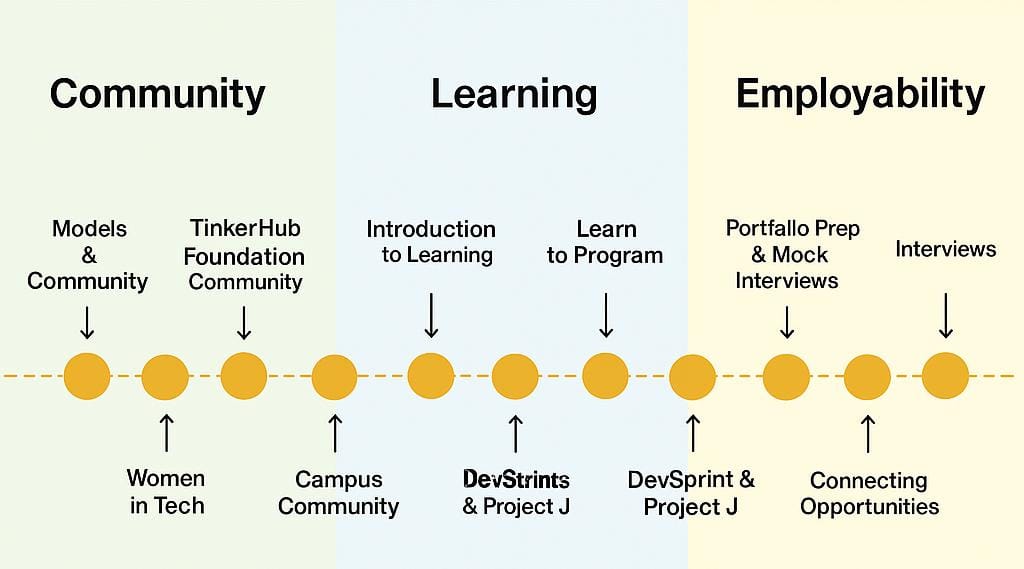 Community
Learning
Employability
Models
&
Community
TinkerHub
Foundation
Community
Introduction
to Learning
Learn
to Program
Portfallo Prep
& Mock
Interviews
Interviews
Women
in Tech
Campus
Community
& Project J
DevSprint &
Project J
Connecting
Opportunities